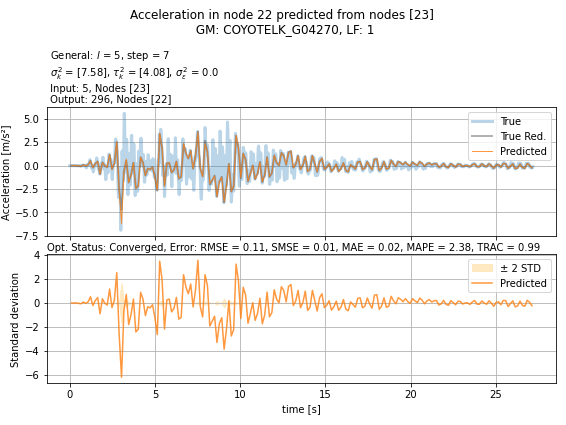 Acceleration in node 22 predicted from nodes [23]
GM: COYOTELK_G04270, LF: 1
General: l = 5, step = 7
σ²ₖ = [7.58], τ²ₖ = [4.08], σ²ε = 0.0
Input: 5, Nodes [23]
Output: 296, Nodes [22]
Acceleration [m/s²]
5.0
2.5
0.0
−2.5
−5.0
−7.5
True
True Red.
Predicted
Opt. Status: Converged, Error: RMSE = 0.11, SMSE = 0.01, MAE = 0.02, MAPE = 2.38, TRAC = 0.99
Standard deviation
4
2
0
−2
−4
−6
± 2 STD
Predicted
0 5 10 15 20 25
time [s]